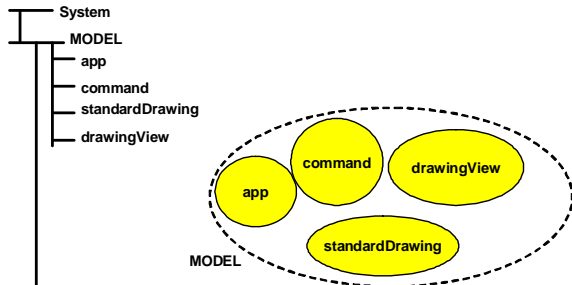 System
MODEL
app
command
standardDrawing
drawingView
command
drawingView
app
standardDrawing
MODEL